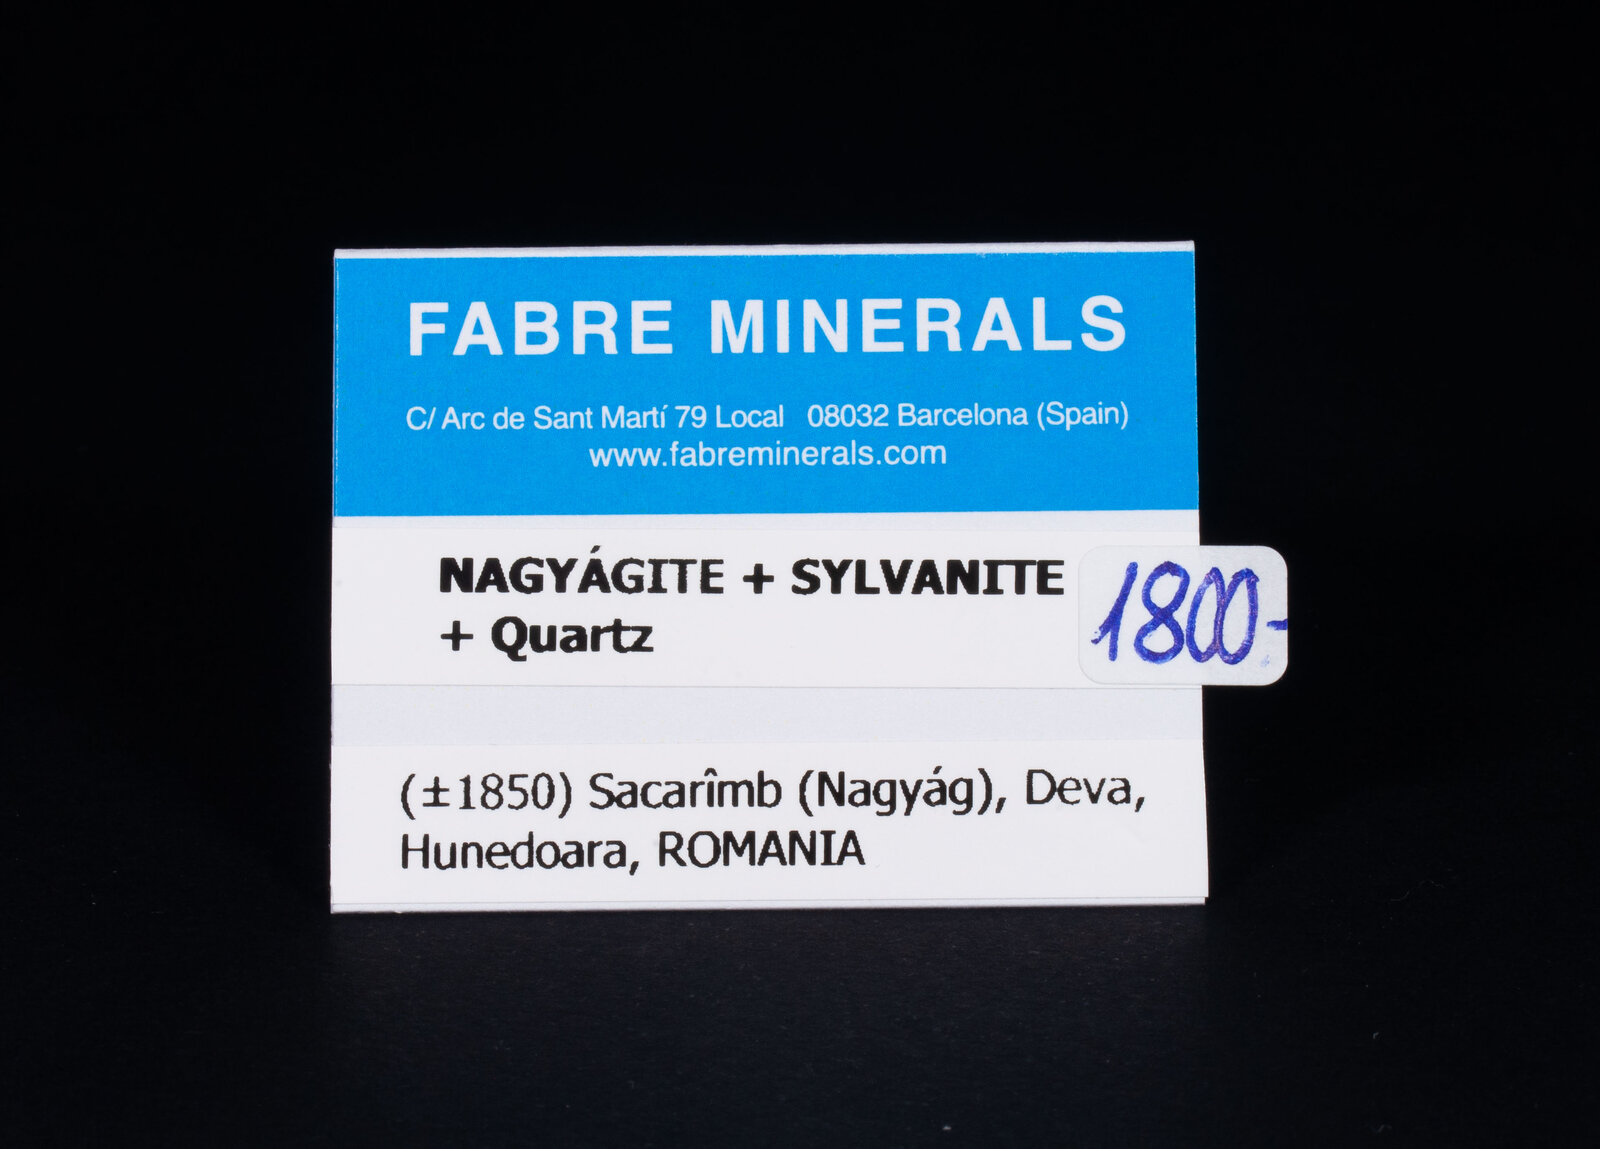 FABRE MINERALS
C/ Arc de Sant Martí 79 Local 08032 Barcelona (Spain)
www.fabreminerals.com
NAGYÁGITE + SYLVANITE
+ Quartz
1800-
(±1850) Sacarîmb (Nagyág), Deva,
Hunedoara, ROMANIA